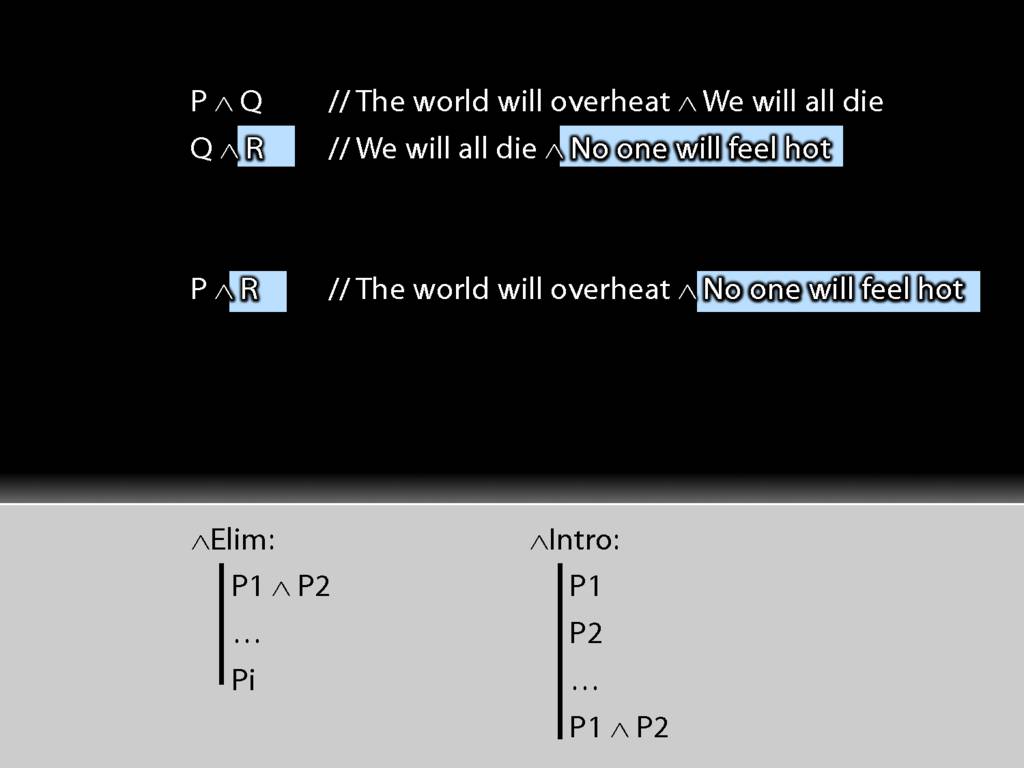 P ∧ Q // The world will overheat ∧ We will all die
Q ∧ R // We will all die ∧ No one will feel hot
P ∧ R // The world will overheat ∧ No one will feel hot
∧Elim: ∧Intro:
P1 ∧ P2 P1
… P2
Pi …
P1 ∧ P2